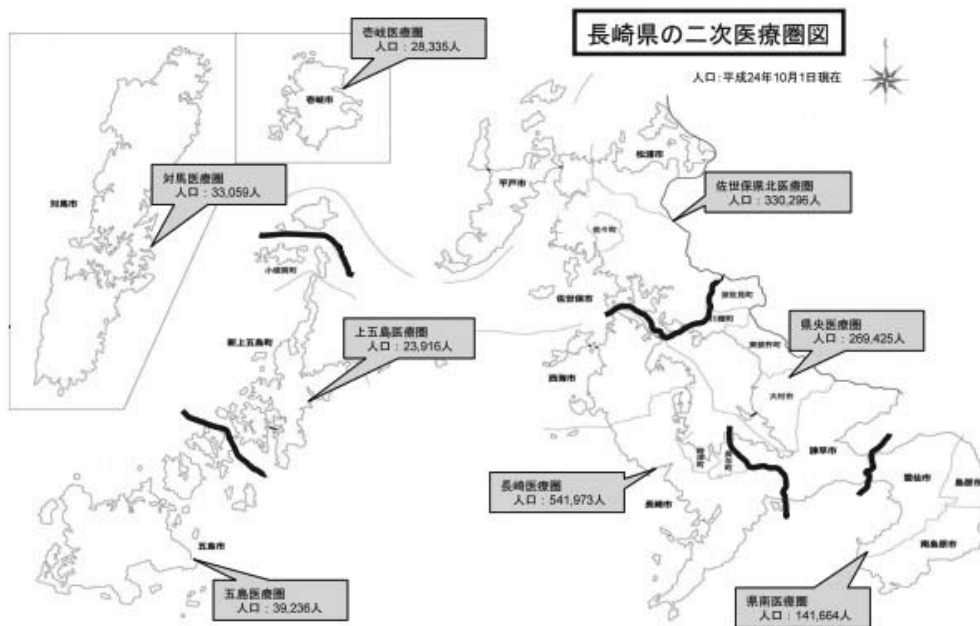 長崎県の二次医療圏図
人口:平成24年10月1日現在
壱岐医療圏
人口:28,335人
壱岐市
対馬医療圏
人口:33,059人
対馬市
松浦市
平戸市
佐世保県北医療圏
人口:330,296人
佐々町
小値賀町
佐世保市
東彼杵町
川棚町
上五島医療圏
人口:23,916人
新上五島町
県央医療圏
人口:269,425人
西海市
大村市
時津町
長与町
諫早市
雲仙市
島原市
長崎医療圏
人口:541,973人
長崎市
南島原市
五島市
五島医療圏
人口:39,236人
県南医療圏
人口:141,664人